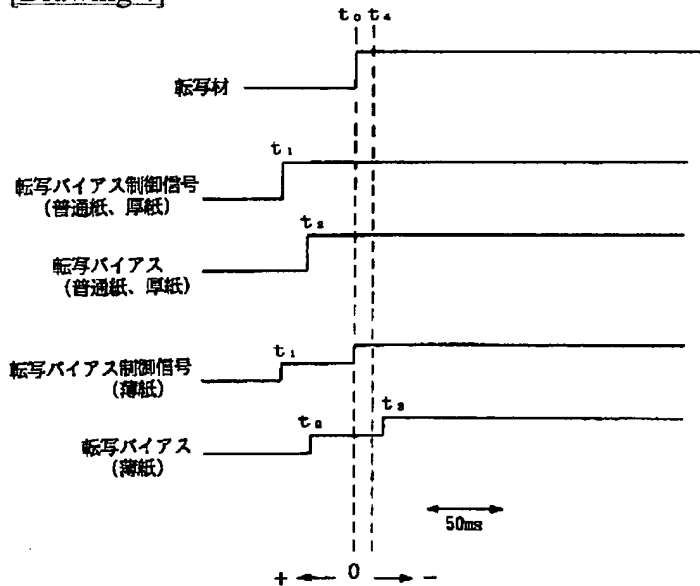 t₀ t₄
転写材
t₁
転写バイアス制御信号
(普通紙、厚紙)
t₂
転写バイアス
(普通紙、厚紙)
t₁
転写バイアス制御信号
(薄紙)
t₂ t₃
転写バイアス
(薄紙)
50ms
+ 0 -